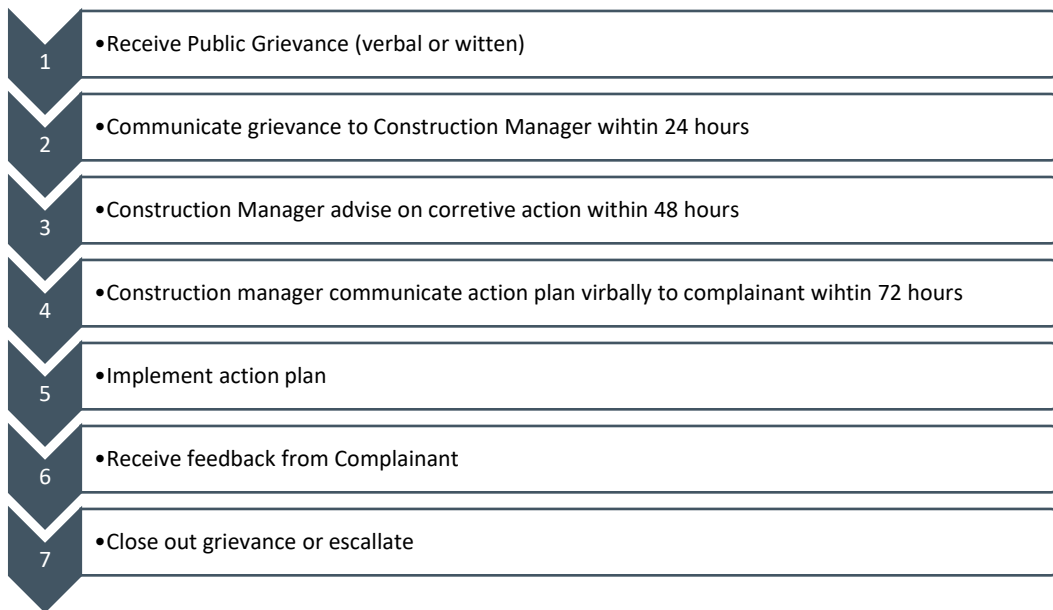 1
•Receive Public Grievance (verbal or witten)
2
•Communicate grievance to Construction Manager wihtin 24 hours
3
•Construction Manager advise on corretive action within 48 hours
4
•Construction manager communicate action plan virbally to complainant wihtin 72 hours
5
•Implement action plan
6
•Receive feedback from Complainant
7
•Close out grievance or escallate